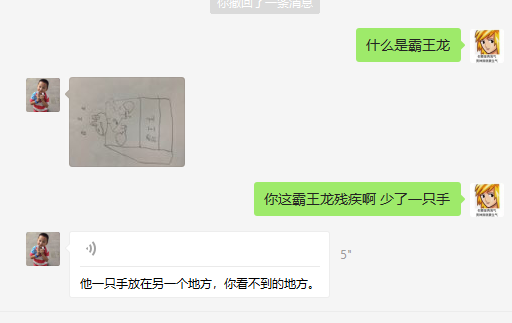 你撤回了一条消息
什么是霸王龙
你这霸王龙残疾啊 少了一只手
5"
他一只手放在另一个地方，你看不到的地方。